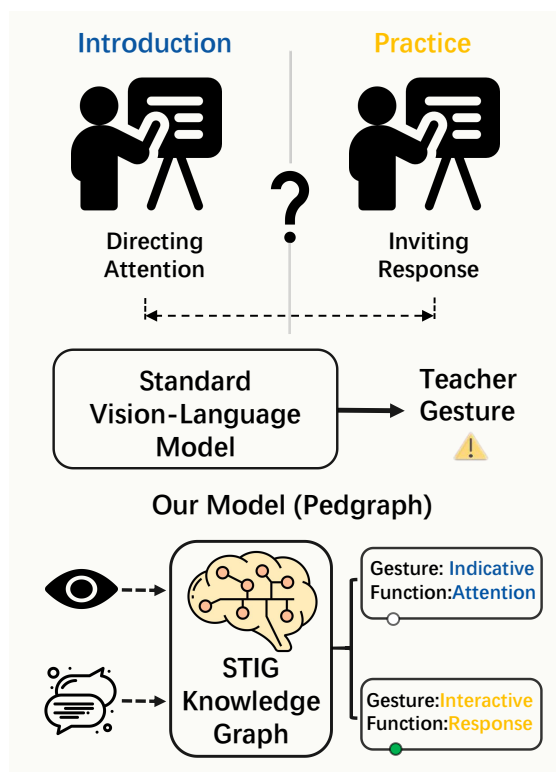 Introduction
Practice
?
Directing
Attention
Inviting
Response
Standard
Vision-Language
Model
Teacher
Gesture
Our Model (Pedgraph)
Gesture: Indicative
Function:Attention
STIG
Knowledge
Graph
Gesture:Interactive
Function:Response